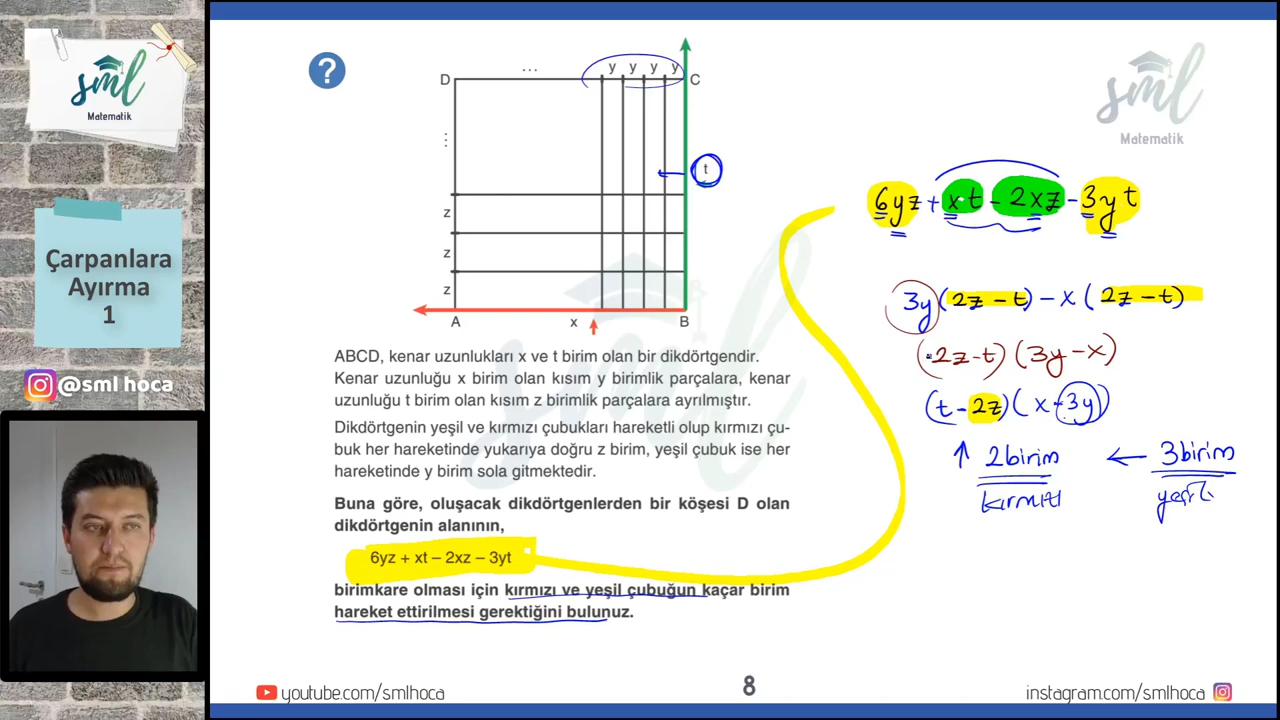 sml
Matematik
Çarpanlara
Ayırma
1
@sml hoca
?
D
...
y y y y
C
⋮
t
z
z
z
A
x
B
ABCD, kenar uzunlukları x ve t birim olan bir dikdörtgendir.
Kenar uzunluğu x birim olan kısım y birimlik parçalara, kenar
uzunluğu t birim olan kısım z birimlik parçalara ayrılmıştır.
Dikdörtgenin yeşil ve kırmızı çubukları hareketli olup kırmızı çu-
buk her hareketinde yukarıya doğru z birim, yeşil çubuk ise her
hareketinde y birim sola gitmektedir.
Buna göre, oluşacak dikdörtgenlerden bir köşesi D olan
dikdörtgenin alanının,
6yz + xt – 2xz – 3yt
birimkare olması için kırmızı ve yeşil çubuğun kaçar birim
hareket ettirilmesi gerektiğini bulunuz.
sml
Matematik
6yz + xt - 2xz - 3yt
3y(2z - t) - x(2z - t)
(2z - t)(3y - x)
(t - 2z)(x - 3y)
↑ 2birim ← 3birim
kırmızı yeşil
youtube.com/smlhoca
8
instagram.com/smlhoca